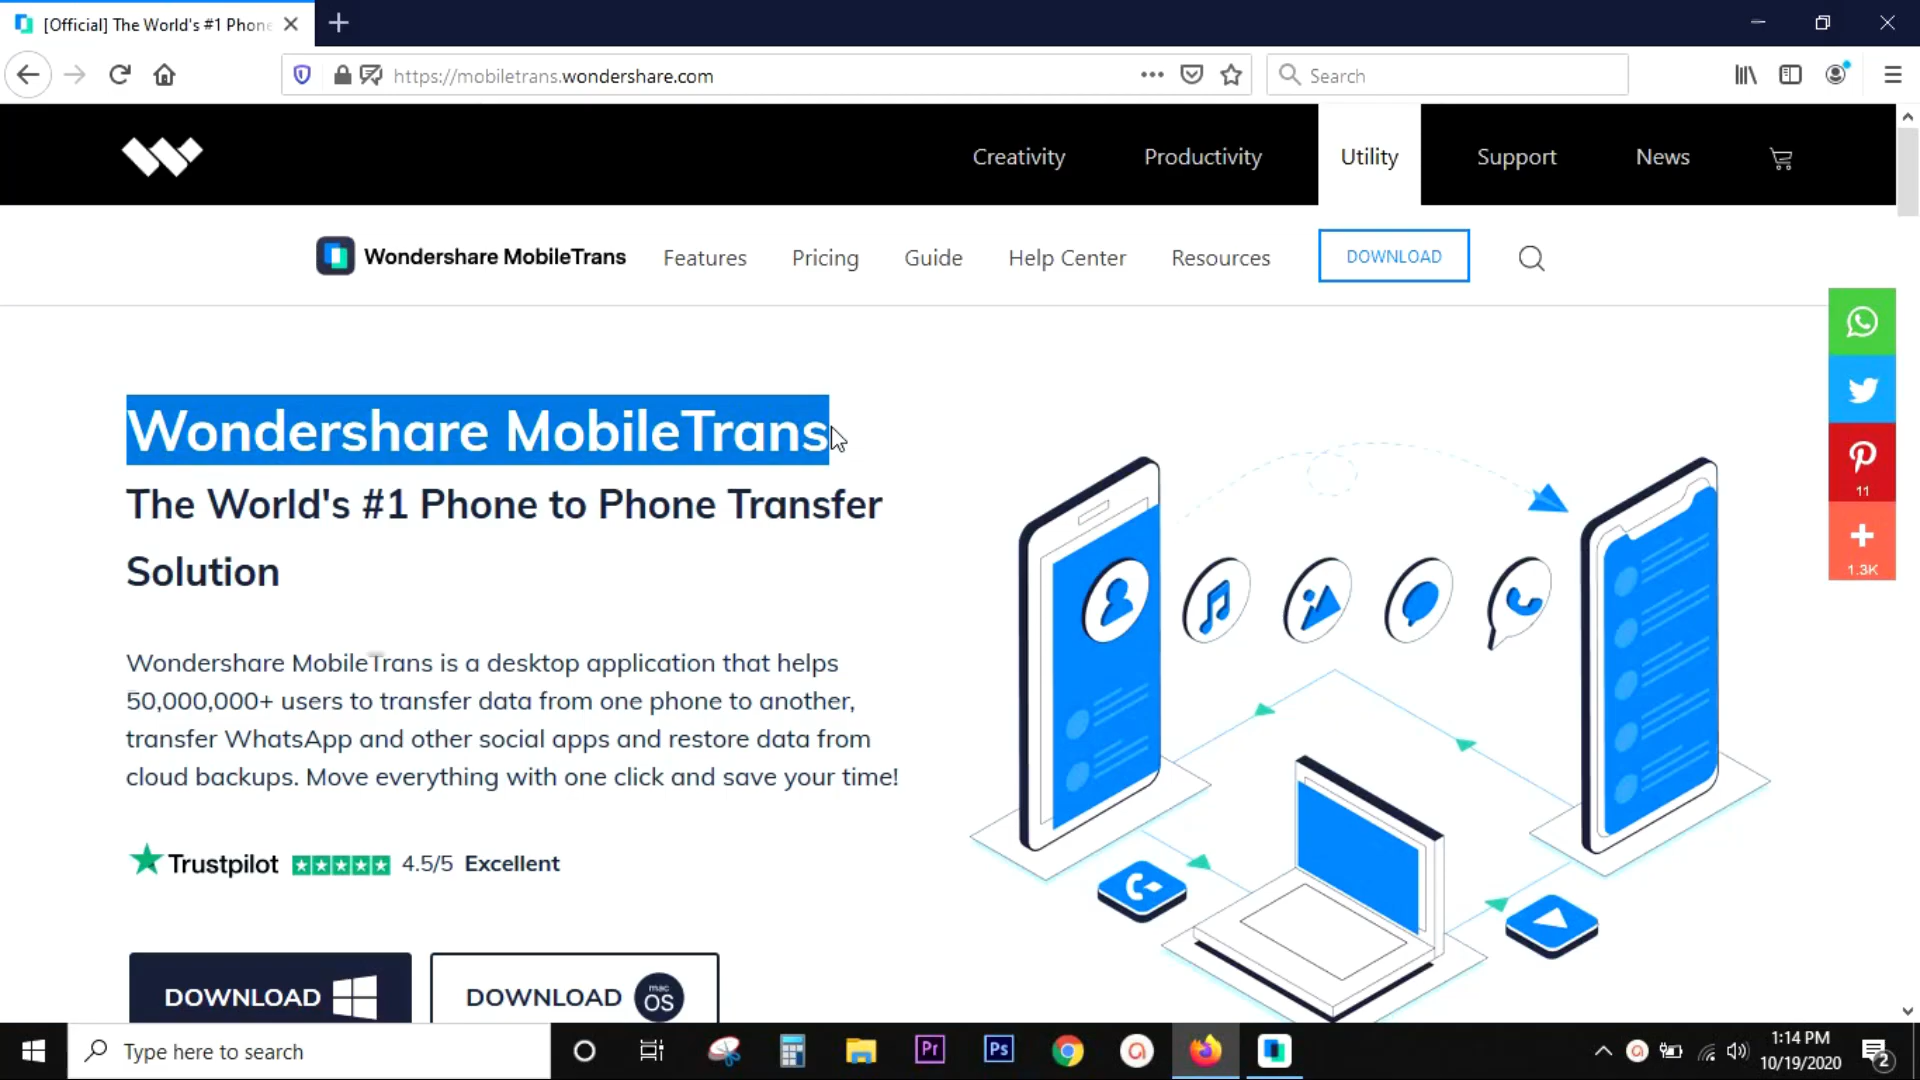 [Official] The World's #1 Phone
https://mobiletrans.wondershare.com
Search
Creativity
Productivity
Utility
Support
News
Wondershare MobileTrans
Features
Pricing
Guide
Help Center
Resources
DOWNLOAD
Wondershare MobileTrans
The World's #1 Phone to Phone Transfer
Solution
11
1.3K
Wondershare MobileTrans is a desktop application that helps
50,000,000+ users to transfer data from one phone to another,
transfer WhatsApp and other social apps and restore data from
cloud backups. Move everything with one click and save your time!
Trustpilot 4.5/5 Excellent
DOWNLOAD
DOWNLOAD mac OS
Type here to search
Pr
Ps
1:14 PM
10/19/2020
2